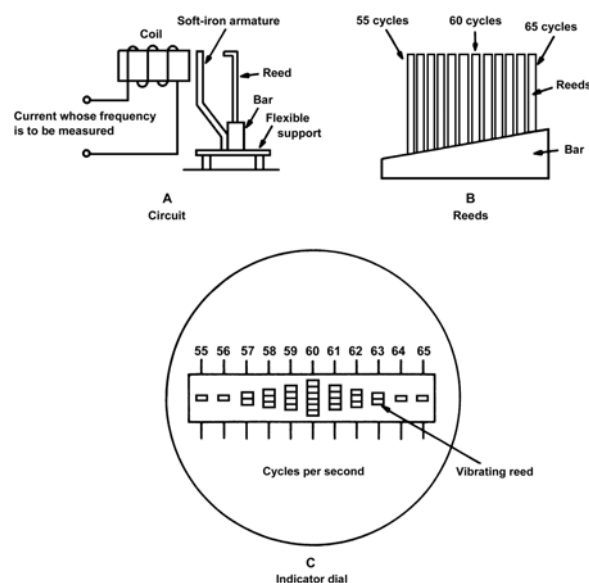 Soft-iron armature
Coil
Reed
Bar
Flexible
support
Current whose frequency
is to be measured
A
Circuit
55 cycles
60 cycles
65 cycles
Reeds
Bar
B
Reeds
55 56 57 58 59 60 61 62 63 64 65
Cycles per second
Vibrating reed
C
Indicator dial